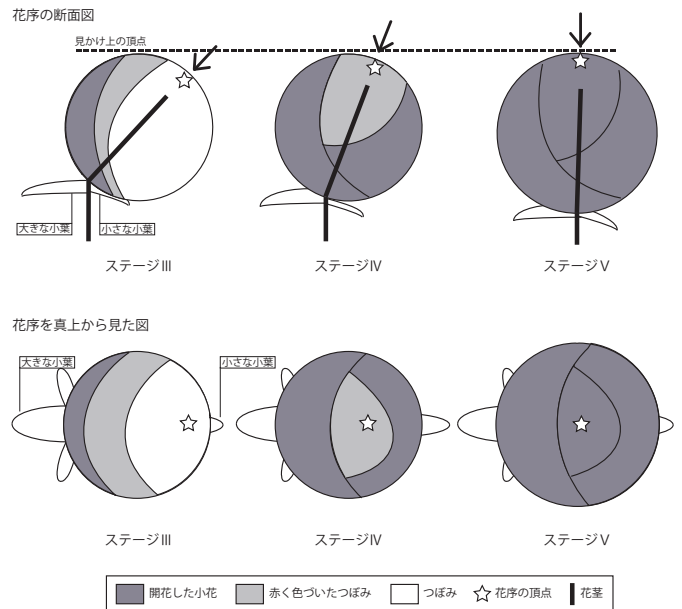 花序の断面図
見かけ上の頂点
大きな小葉
小さな小葉
ステージⅢ
ステージⅣ
ステージⅤ
花序を真上から見た図
大きな小葉
小さな小葉
ステージⅢ
ステージⅣ
ステージⅤ
開花した小花
赤く色づいたつぼみ
つぼみ
花序の頂点
花茎